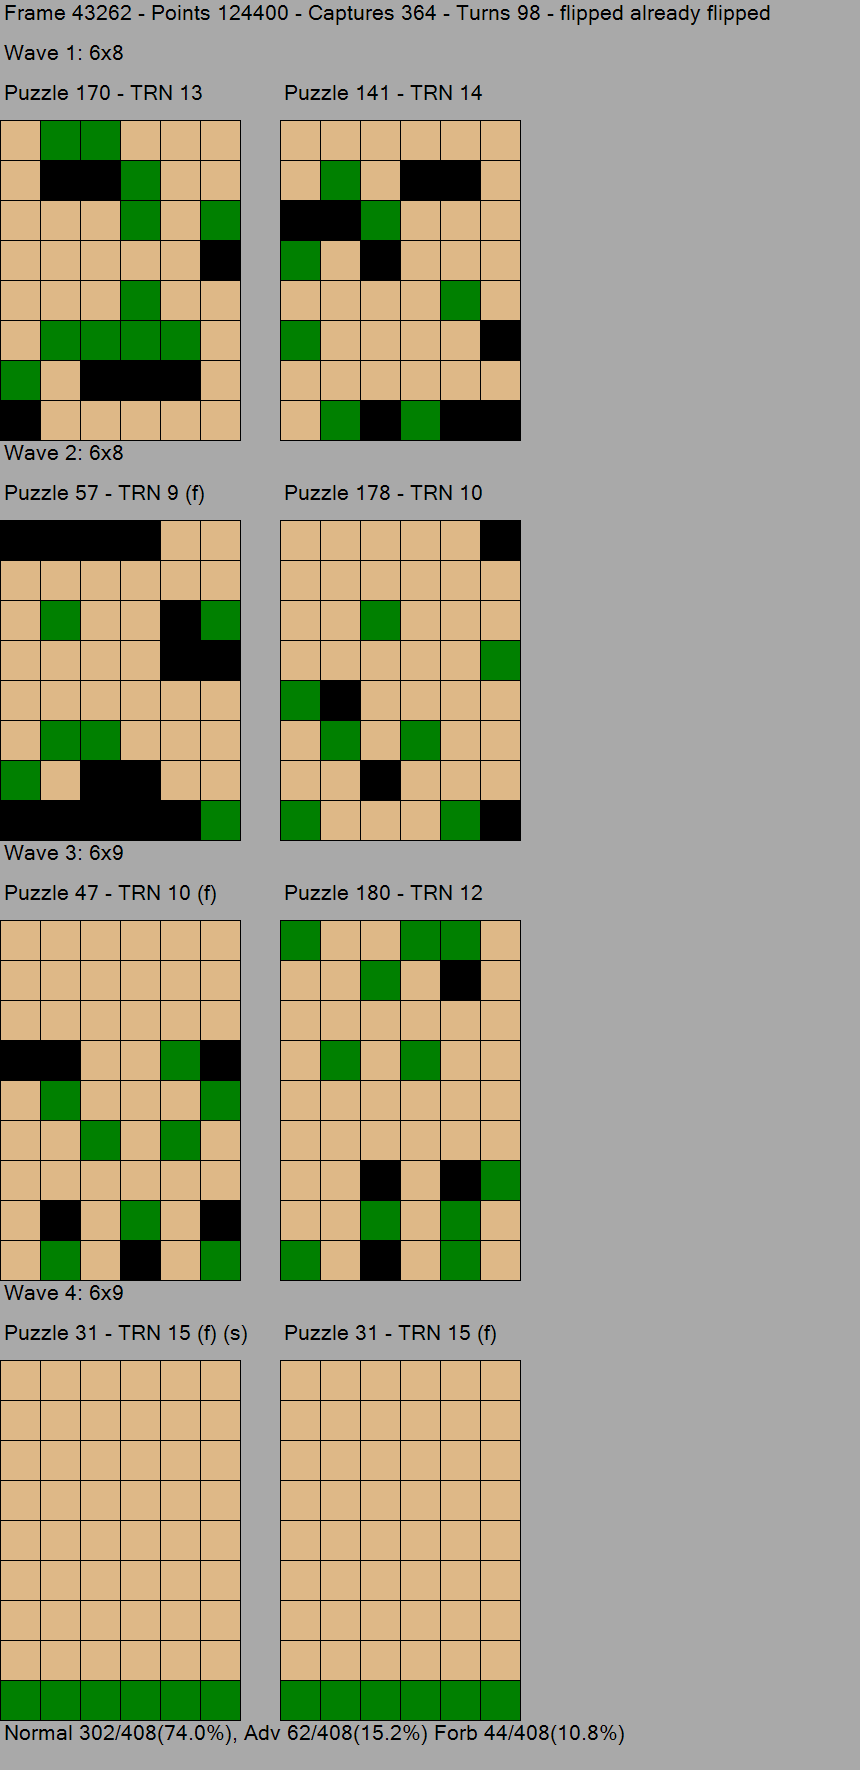 Frame 43262 - Points 124400 - Captures 364 - Turns 98 - flipped already flipped
Wave 1: 6x8
Puzzle 170 - TRN 13
Puzzle 141 - TRN 14
Wave 2: 6x8
Puzzle 57 - TRN 9 (f)
Puzzle 178 - TRN 10
Wave 3: 6x9
Puzzle 47 - TRN 10 (f)
Puzzle 180 - TRN 12
Wave 4: 6x9
Puzzle 31 - TRN 15 (f) (s)
Puzzle 31 - TRN 15 (f)
Normal 302/408(74.0%), Adv 62/408(15.2%) Forb 44/408(10.8%)